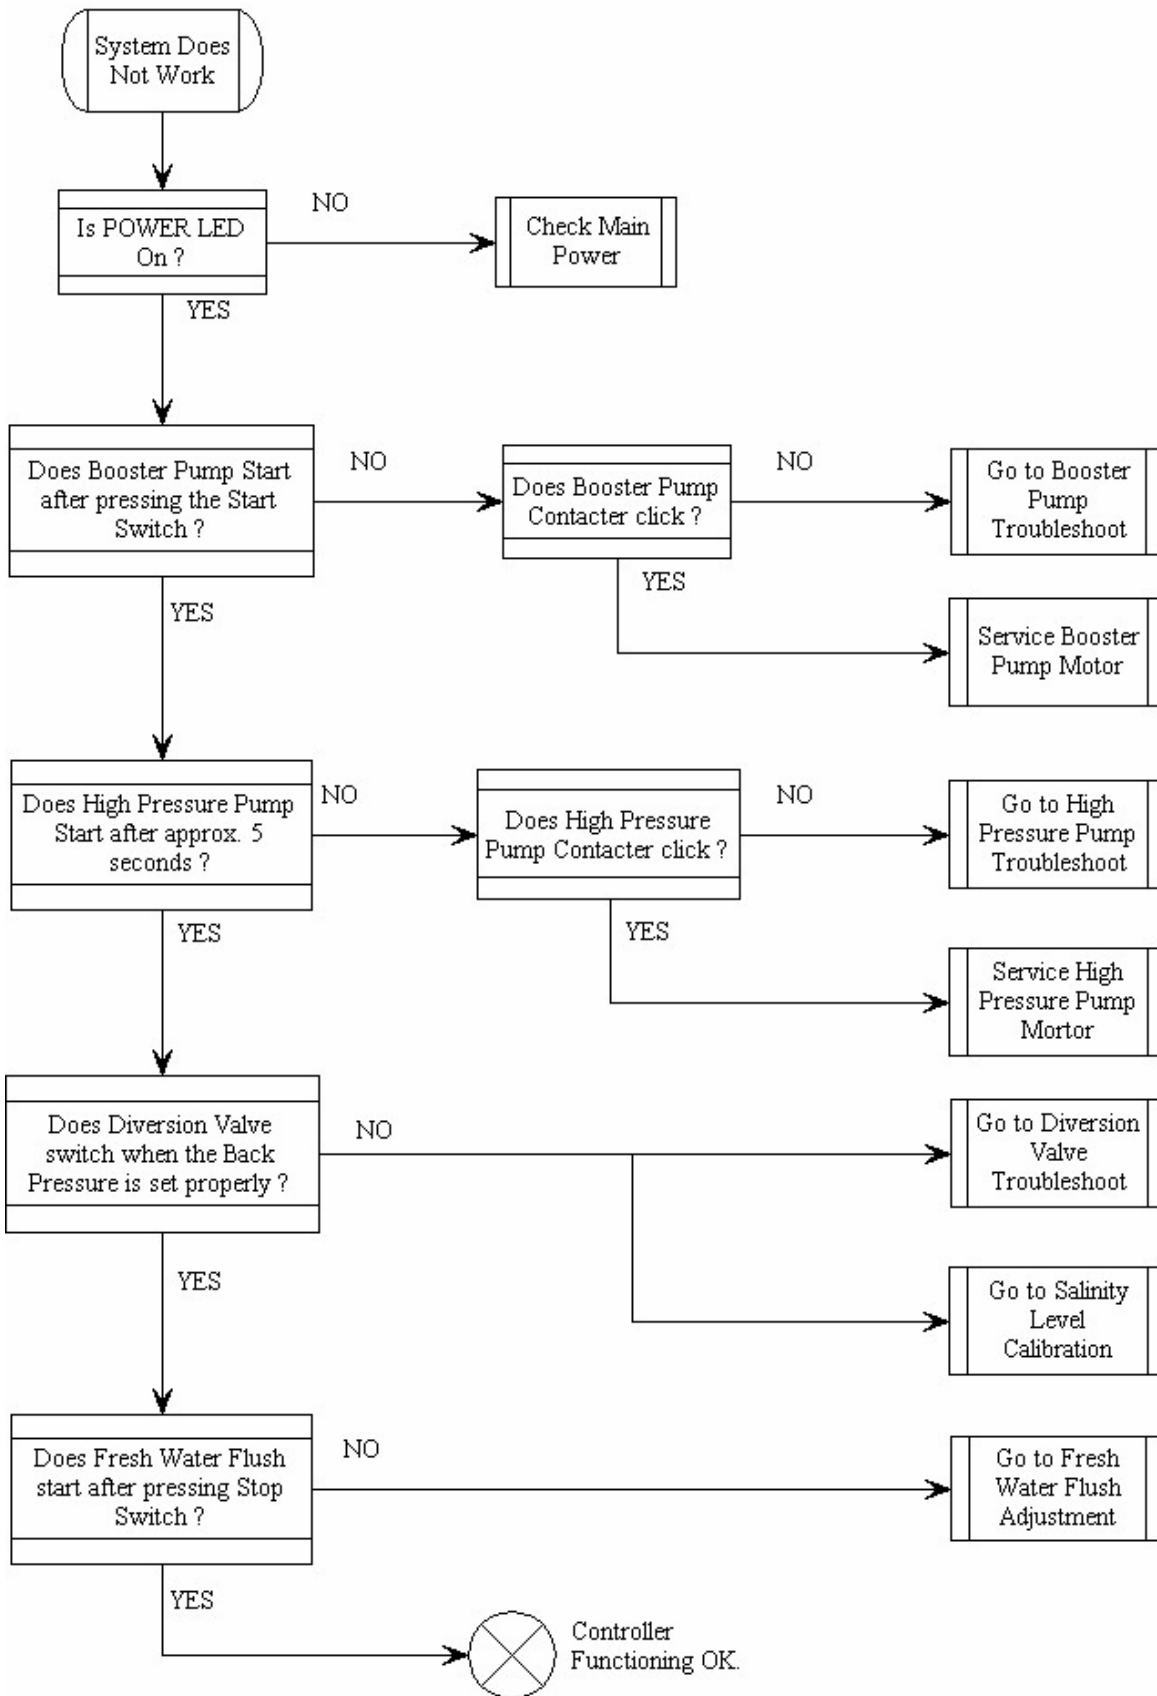 System Does
Not Work
Is POWER LED
On ?
NO
Check Main
Power
YES
Does Booster Pump Start
after pressing the Start
Switch ?
NO
Does Booster Pump
Contacter click ?
NO
Go to Booster
Pump
Troubleshoot
YES
Service Booster
Pump Motor
YES
Does High Pressure Pump
Start after approx. 5
seconds ?
NO
Does High Pressure
Pump Contacter click ?
NO
Go to High
Pressure Pump
Troubleshoot
YES
Service High
Pressure Pump
Mortor
YES
Does Diversion Valve
switch when the Back
Pressure is set properly ?
NO
Go to Diversion
Valve
Troubleshoot
Go to Salinity
Level
Calibration
YES
Does Fresh Water Flush
start after pressing Stop
Switch ?
NO
Go to Fresh
Water Flush
Adjustment
YES
Controller
Functioning OK.